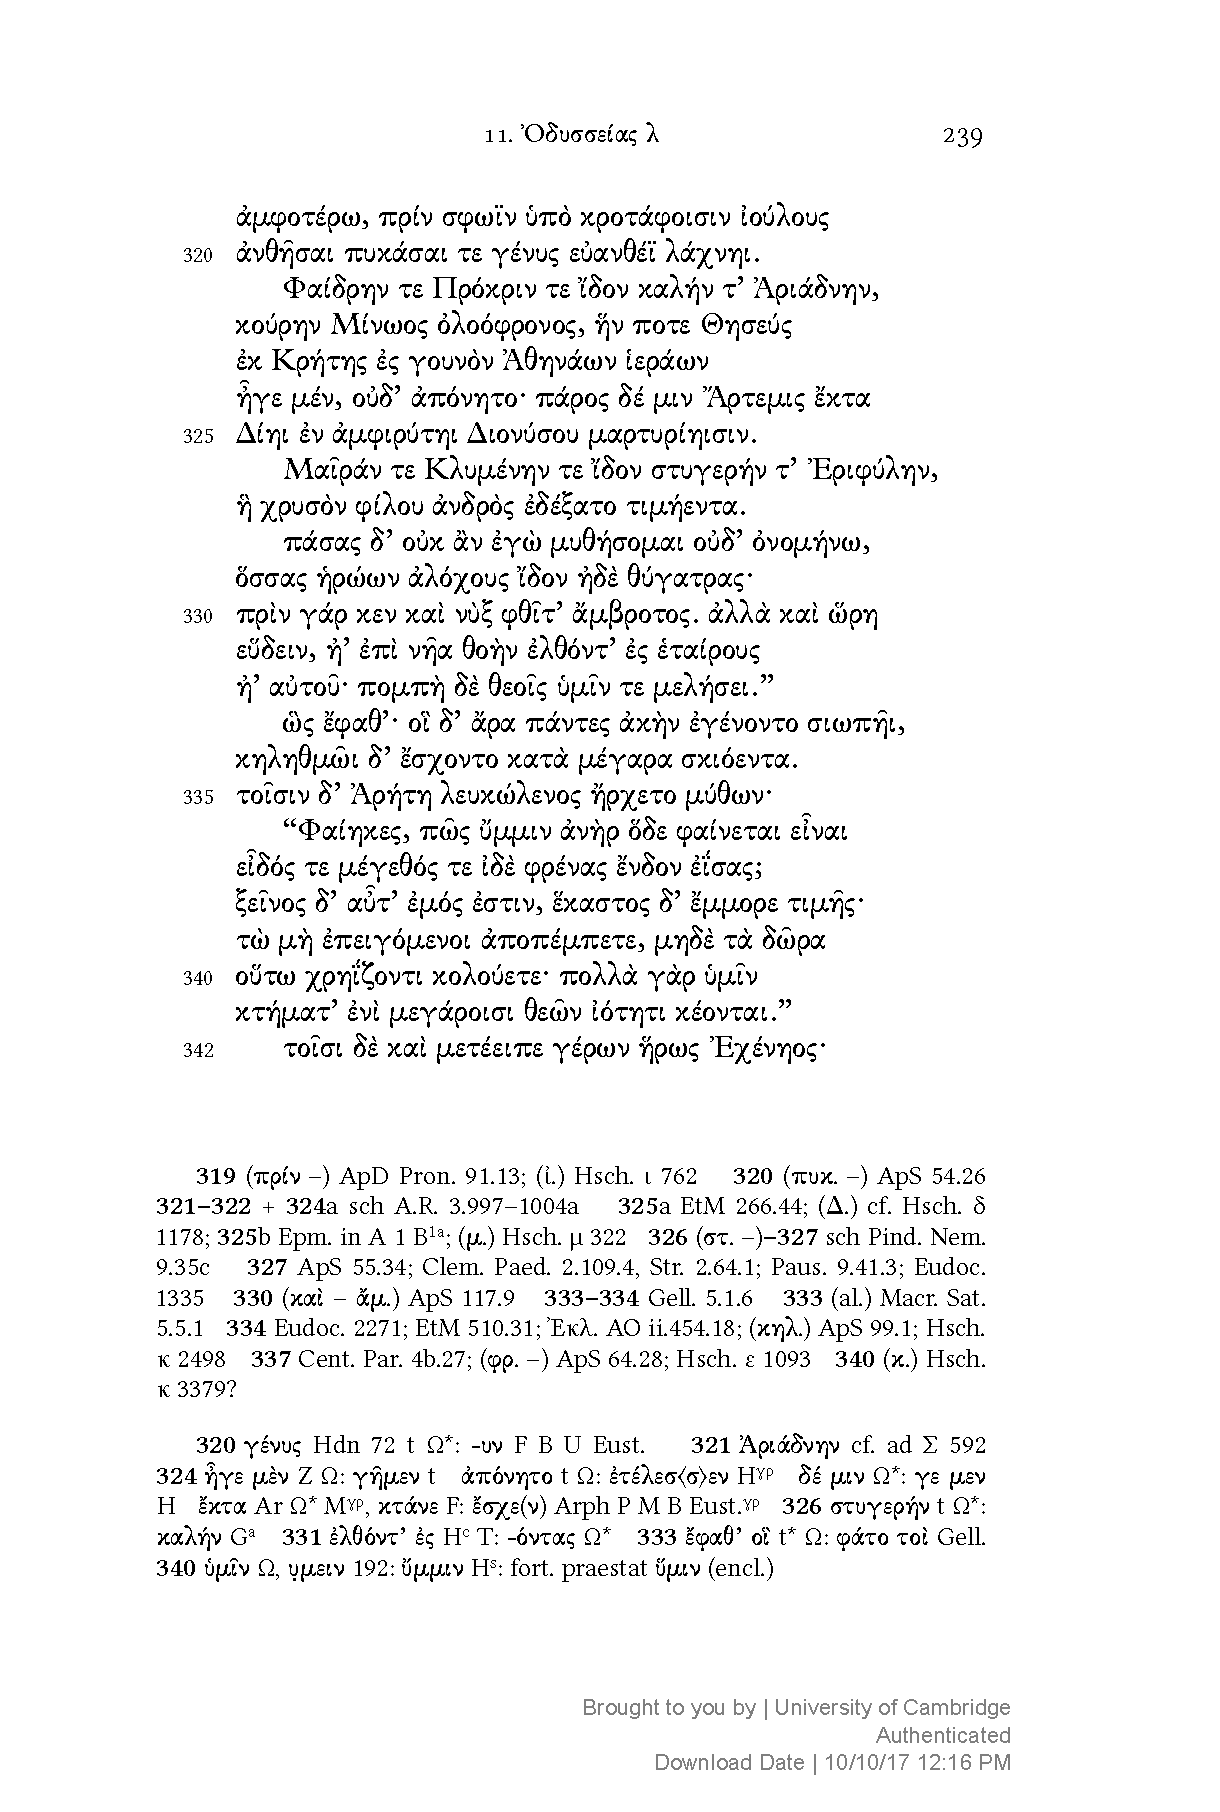 11. Ὀδυσσείας λ 239
ἀμφοτέρω, πρίν σφωϊν ὑπὸ κροτάφοισιν ἰούλους
320 ἀνθῆσαι πυκάσαι τε γένυς εὐανθέϊ λάχνηι.
Φαίδρην τε Πρόκριν τε ἴδον καλήν τ’ Ἀριάδνην,
κούρην Μίνωος ὀλοόφρονος, ἥν ποτε Θησεύς
ἐκ Κρήτης ἐς γουνὸν Ἀθηνάων ἱεράων
ἦγε μέν, οὐδ’ ἀπόνητο· πάρος δέ μιν Ἄρτεμις ἔκτα
325 Δίηι ἐν ἀμφιρύτηι Διονύσου μαρτυρίηισιν.
Μαῖράν τε Κλυμένην τε ἴδον στυγερήν τ’ Ἐριφύλην,
ἣ χρυσὸν φίλου ἀνδρὸς ἐδέξατο τιμήεντα.
πάσας δ’ οὐκ ἂν ἐγὼ μυθήσομαι οὐδ’ ὀνομήνω,
ὅσσας ἡρώων ἀλόχους ἴδον ἠδὲ θύγατρας·
330 πρὶν γάρ κεν καὶ νὺξ φθῖτ’ ἄμβροτος. ἀλλὰ καὶ ὥρη
εὕδειν, ἠ’ ἐπὶ νῆα θοὴν ἐλθόντ’ ἐς ἑταίρους
ἠ’ αὐτοῦ· πομπὴ δὲ θεοῖς ὑμῖν τε μελήσει.”
ὣς ἔφαθ’· οἳ δ’ ἄρα πάντες ἀκὴν ἐγένοντο σιωπῆι,
κηληθμῶι δ’ ἔσχοντο κατὰ μέγαρα σκιόεντα.
335 τοῖσιν δ’ Ἀρήτη λευκώλενος ἤρχετο μύθων·
“Φαίηκες, πῶς ὔμμιν ἀνὴρ ὅδε φαίνεται εἶναι
εἶδός τε μέγεθός τε ἰδὲ φρένας ἔνδον ἐΐσας;
ξεῖνος δ’ αὖτ’ ἐμός ἐστιν, ἕκαστος δ’ ἔμμορε τιμῆς·
τὼ μὴ ἐπειγόμενοι ἀποπέμπετε, μηδὲ τὰ δῶρα
340 οὕτω χρηΐζοντι κολούετε· πολλὰ γὰρ ὑμῖν
κτήματ’ ἐνὶ μεγάροισι θεῶν ἰότητι κέονται.”
342 τοῖσι δὲ καὶ μετέειπε γέρων ἥρως Ἐχένηος·
319 (πρίν –) ApD Pron. 91.13; (ἰ.) Hsch. ι 762 320 (πυκ. –) ApS 54.26
321–322 + 324a sch A.R. 3.997–1004a 325a EtM 266.44; (Δ.) cf. Hsch. δ
1178; 325b Epm. in A 1 B¹ᵃ; (μ.) Hsch. μ 322 326 (στ. –)–327 sch Pind. Nem.
9.35c 327 ApS 55.34; Clem. Paed. 2.109.4, Str. 2.64.1; Paus. 9.41.3; Eudoc.
1335 330 (καὶ – ἄμ.) ApS 117.9 333–334 Gell. 5.1.6 333 (al.) Macr. Sat.
5.5.1 334 Eudoc. 2271; EtM 510.31; Ἐκλ. AO ii.454.18; (κηλ.) ApS 99.1; Hsch.
κ 2498 337 Cent. Par. 4b.27; (φρ. –) ApS 64.28; Hsch. ε 1093 340 (κ.) Hsch.
κ 3379?
320 γένυς Hdn 72 t Ω*: -υν F B U Eust. 321 Ἀριάδνην cf. ad Σ 592
324 ἦγε μὲν Z Ω: γῆμεν t ἀπόνητο t Ω: ἐτέλεσ⟨σ⟩εν Hᵞᵖ δέ μιν Ω*: γε μεν
H ἔκτα Ar Ω* Mᵞᵖ, κτάνε F: ἔσχε(ν) Arph P M B Eust.ᵞᵖ 326 στυγερήν t Ω*:
καλήν Gᵃ 331 ἐλθόντ’ ἐς Hᶜ T: -όντας Ω* 333 ἔφαθ’ οἳ t* Ω: φάτο τοὶ Gell.
340 ὑμῖν Ω, υ̣μειν 192: ὔμμιν Hˢ: fort. praestat ὕμιν (encl.)
Brought to you by | University of Cambridge
Authenticated
Download Date | 10/10/17 12:16 PM